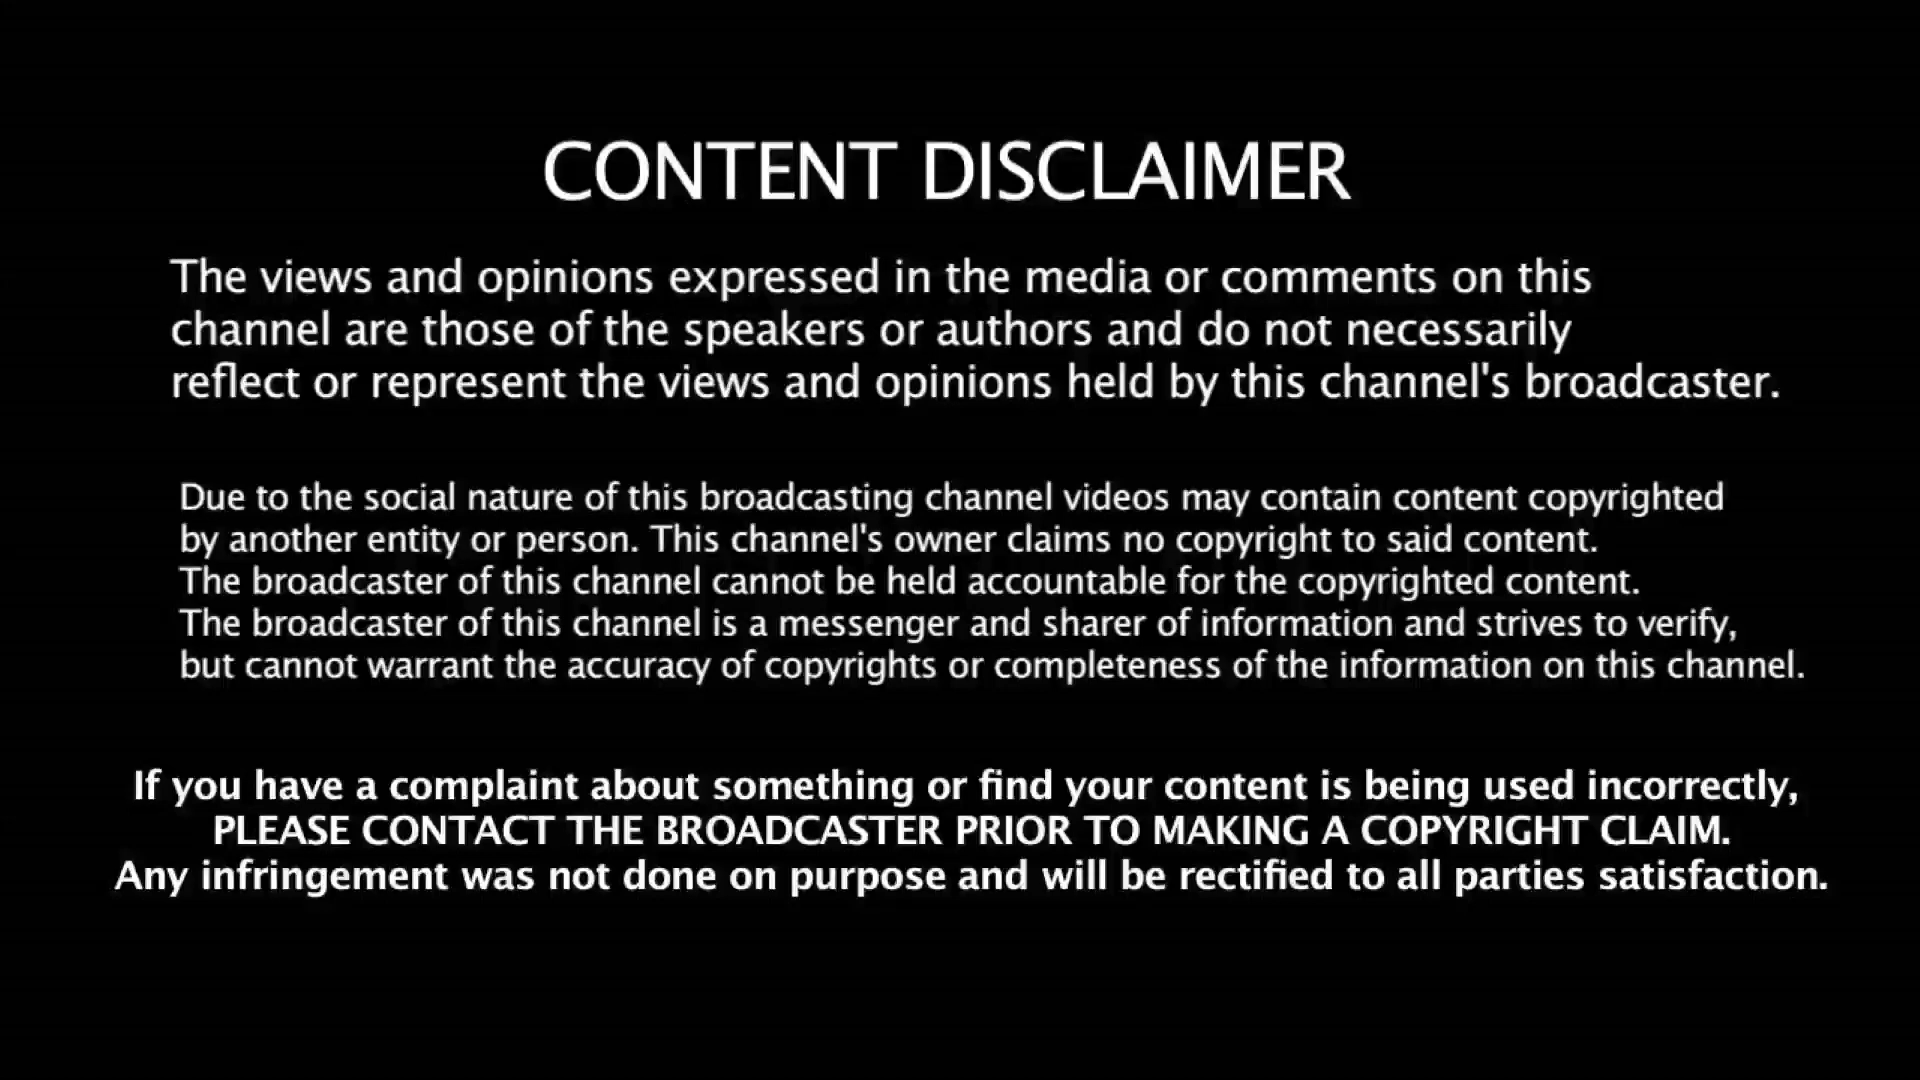 CONTENT DISCLAIMER
The views and opinions expressed in the media or comments on this
channel are those of the speakers or authors and do not necessarily
reflect or represent the views and opinions held by this channel's broadcaster.
Due to the social nature of this broadcasting channel videos may contain content copyrighted
by another entity or person. This channel's owner claims no copyright to said content.
The broadcaster of this channel cannot be held accountable for the copyrighted content.
The broadcaster of this channel is a messenger and sharer of information and strives to verify,
but cannot warrant the accuracy of copyrights or completeness of the information on this channel.
If you have a complaint about something or find your content is being used incorrectly,
PLEASE CONTACT THE BROADCASTER PRIOR TO MAKING A COPYRIGHT CLAIM.
Any infringement was not done on purpose and will be rectified to all parties satisfaction.